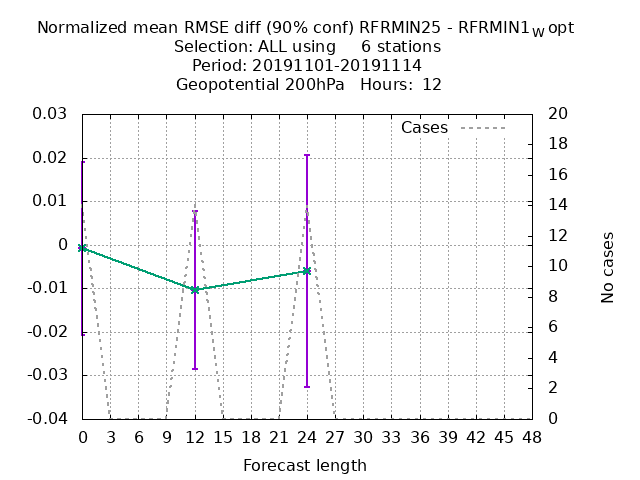 Normalized mean RMSE diff (90% conf) RFRMIN25 - RFRMIN1w opt
Selection: ALL using 6 stations
Period: 20191101-20191114
Geopotential 200hPa Hours: 12
Cases
0.03
0.02
0.01
0
-0.01
-0.02
-0.03
-0.04
20
18
16
14
12
10
8
6
4
2
0
No cases
0 3 6 9 12 15 18 21 24 27 30 33 36 39 42 45 48
Forecast length